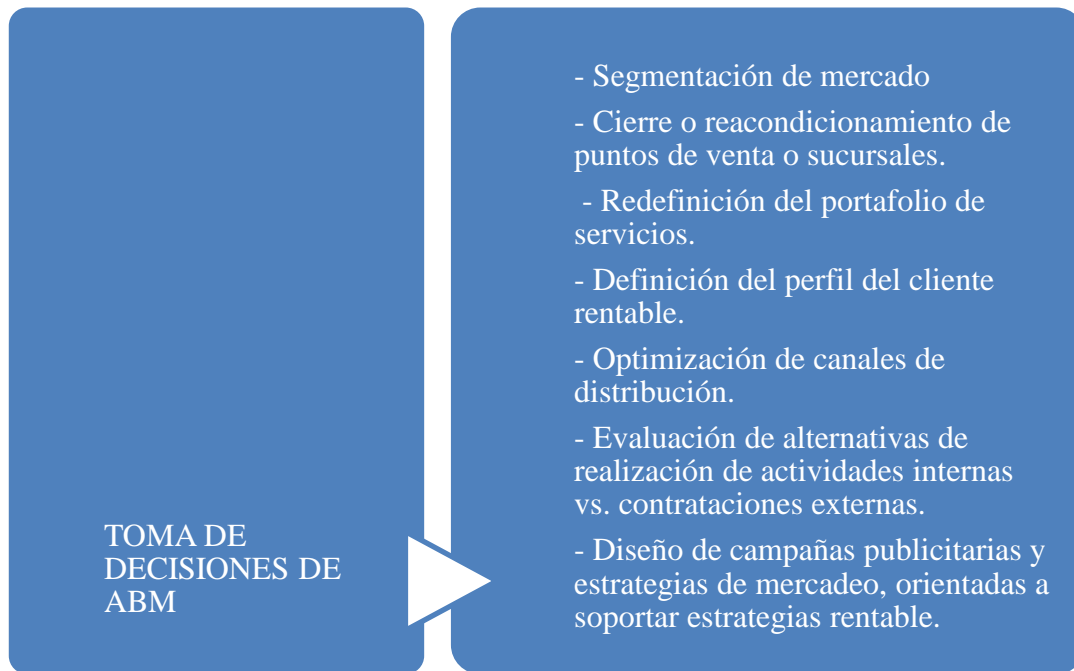 TOMA DE
DECISIONES DE
ABM
- Segmentación de mercado
- Cierre o reacondicionamiento de
puntos de venta o sucursales.
- Redefinición del portafolio de
servicios.
- Definición del perfil del cliente
rentable.
- Optimización de canales de
distribución.
- Evaluación de alternativas de
realización de actividades internas
vs. contrataciones externas.
- Diseño de campañas publicitarias y
estrategias de mercadeo, orientadas a
soportar estrategias rentable.